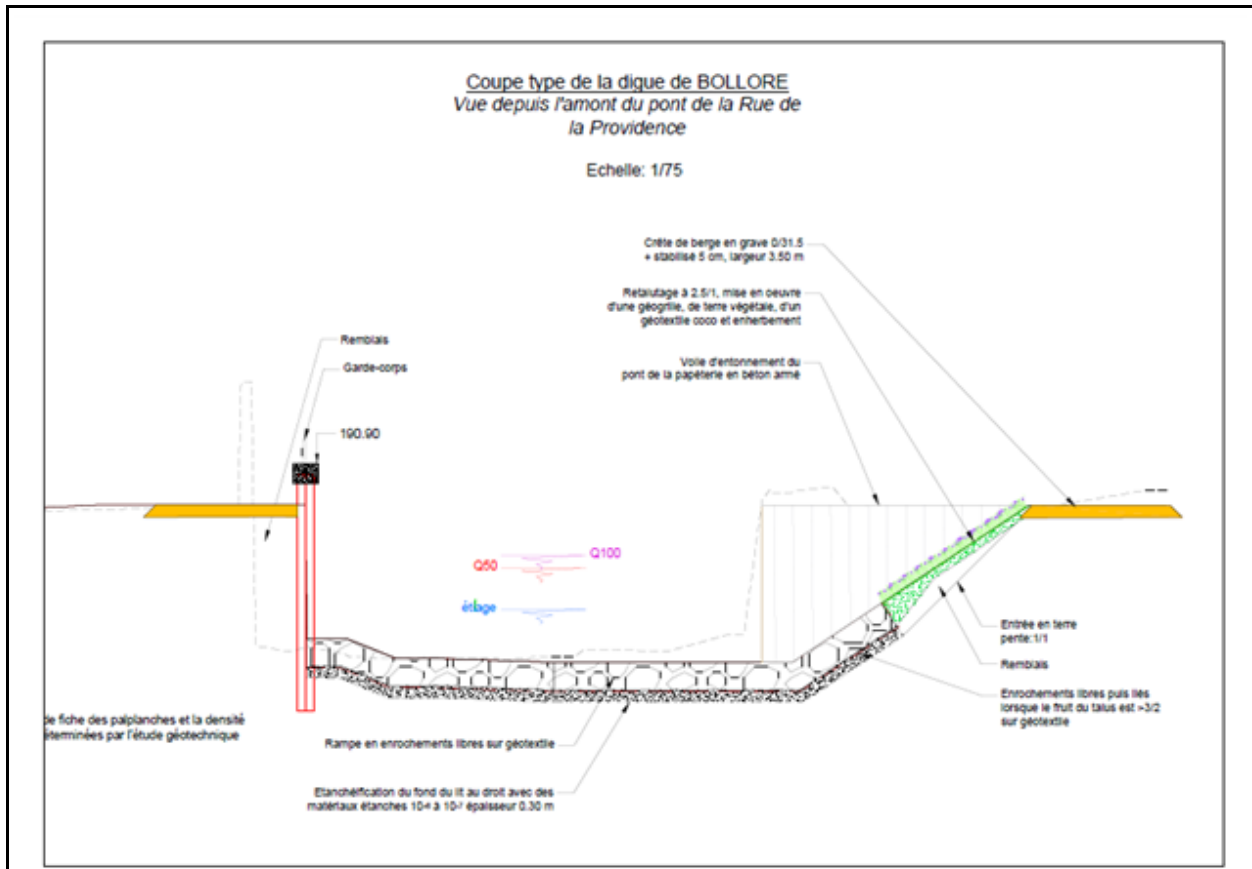 Coupe type de la digue de BOLLORE
Vue depuis l'amont du pont de la Rue de
la Providence
Echelle: 1/75
Crête de berge en grave 0/31.5
+ stabilisé 5 cm, largeur 3.50 m
Retalutage à 2.5/1, mise en oeuvre
d'une géogrille, de terre végétale, d'un
géotextile coco et enherbement
Voile d'entonnement du
pont de la papèterie en béton armé
Remblais
Garde-corps
190.90
Q100
Q50
étiage
Entrée en terre
pente:1/1
Remblais
Enrochements libres puis liés
lorsque le fruit du talus est >3/2
sur géotextile
de fiche des palplanches et la densité
éterminées par l'étude géotechnique
Rampe en enrochements libres sur géotextile
Etanchéification du fond du lit au droit avec des
matériaux étanches 10-6 à 10-7 épaisseur 0.30 m